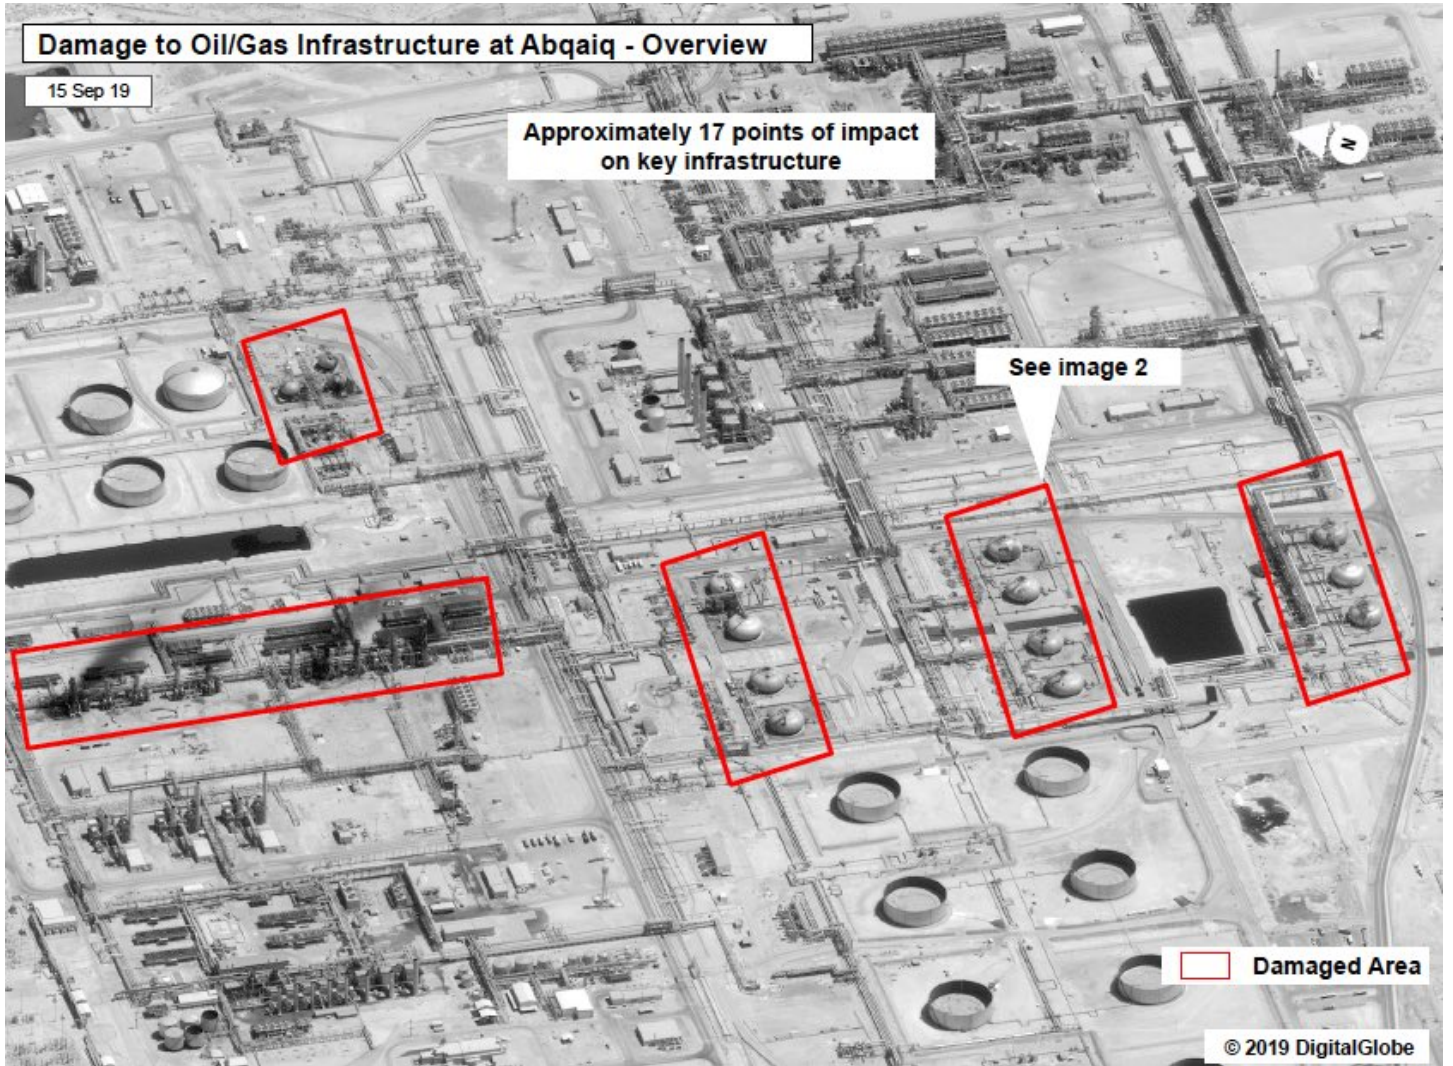 Damage to Oil/Gas Infrastructure at Abqaiq - Overview
15 Sep 19
Approximately 17 points of impact
on key infrastructure
N
See image 2
Damaged Area
© 2019 DigitalGlobe